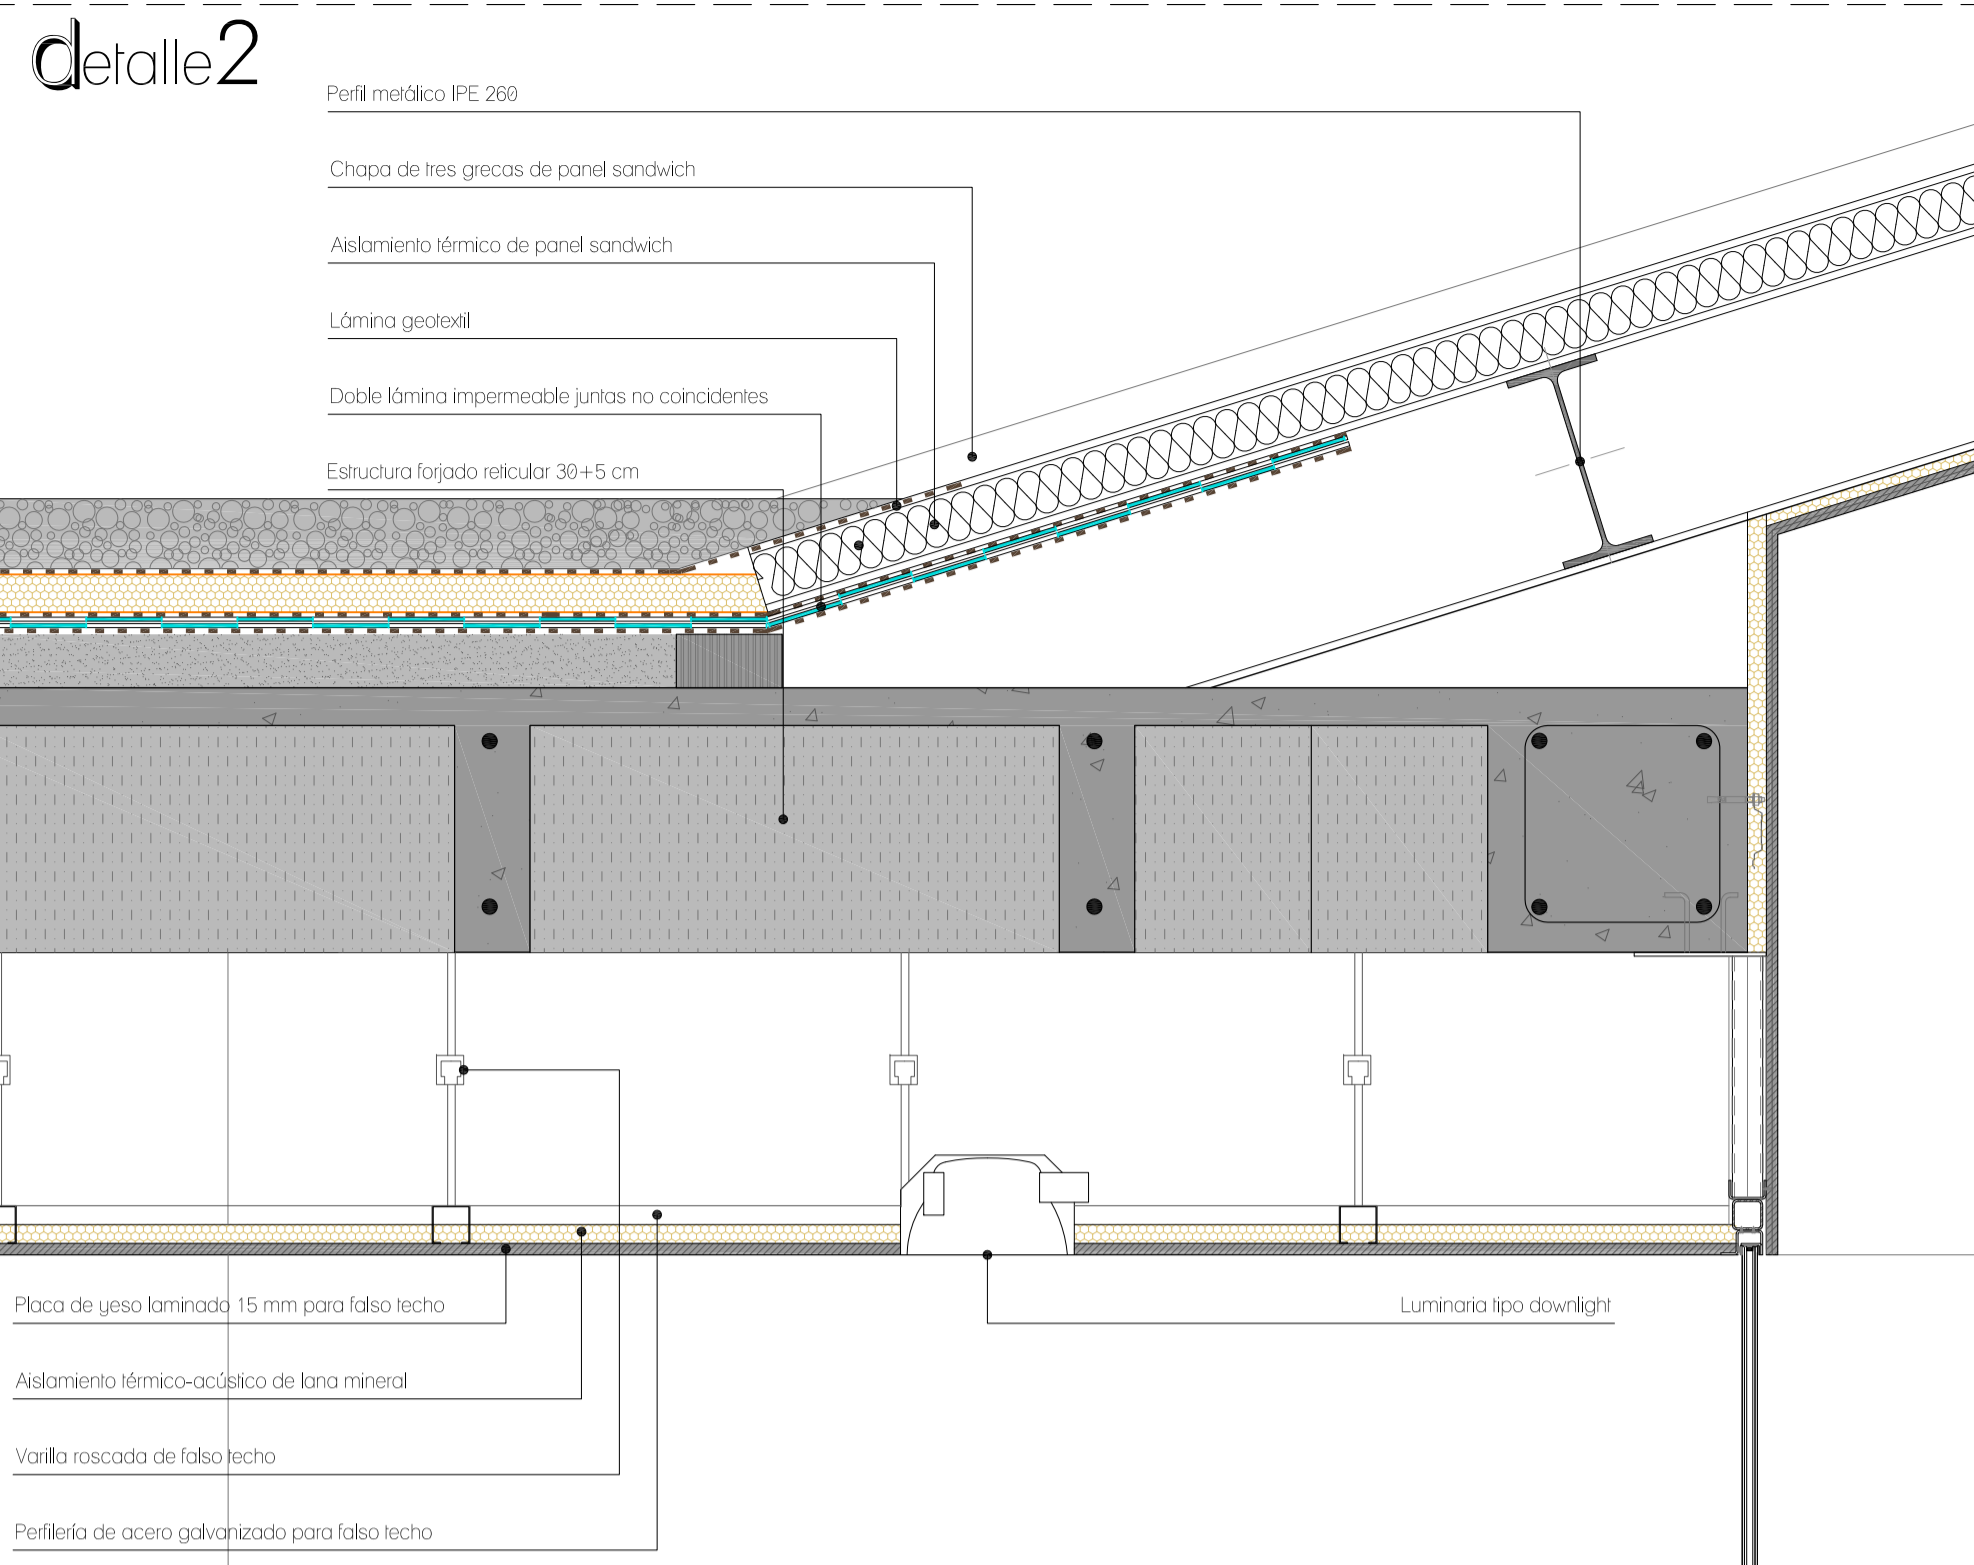 detalle2
Perfil metálico IPE 260
Chapa de tres grecas de panel sandwich
Aislamiento térmico de panel sandwich
Lámina geotextil
Doble lámina impermeable juntas no coincidentes
Estructura forjado reticular 30+5 cm
Placa de yeso laminado 15 mm para falso techo
Luminaria tipo downlight
Aislamiento térmico-acústico de lana mineral
Varilla roscada de falso techo
Perfilería de acero galvanizado para falso techo